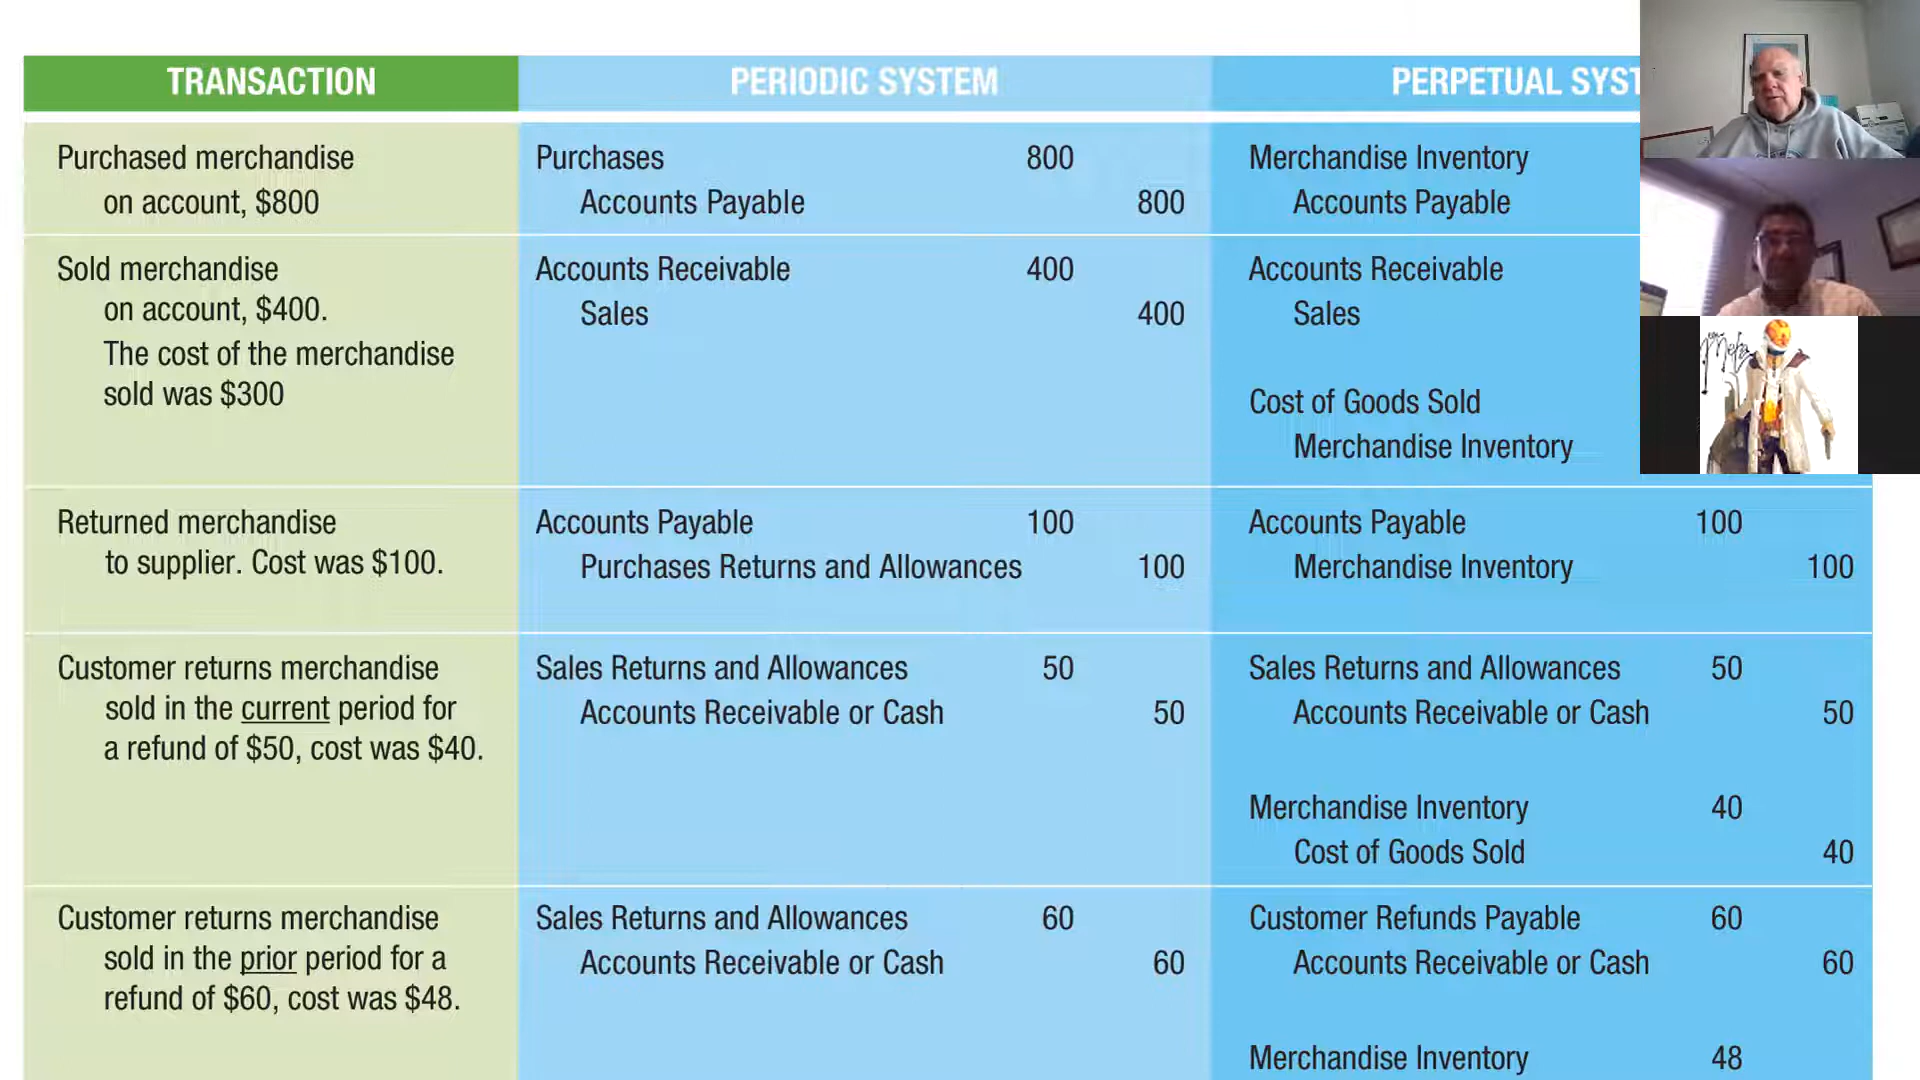 TRANSACTION PERIODIC SYSTEM PERPETUAL SYST
Purchased merchandise Purchases 800 Merchandise Inventory
on account, $800 Accounts Payable 800 Accounts Payable
Sold merchandise Accounts Receivable 400 Accounts Receivable
on account, $400. Sales 400 Sales
The cost of the merchandise
sold was $300 Cost of Goods Sold
Merchandise Inventory
Returned merchandise Accounts Payable 100 Accounts Payable 100
to supplier. Cost was $100. Purchases Returns and Allowances 100 Merchandise Inventory 100
Customer returns merchandise Sales Returns and Allowances 50 Sales Returns and Allowances 50
sold in the current period for Accounts Receivable or Cash 50 Accounts Receivable or Cash 50
a refund of $50, cost was $40.
Merchandise Inventory 40
Cost of Goods Sold 40
Customer returns merchandise Sales Returns and Allowances 60 Customer Refunds Payable 60
sold in the prior period for a Accounts Receivable or Cash 60 Accounts Receivable or Cash 60
refund of $60, cost was $48.
Merchandise Inventory 48